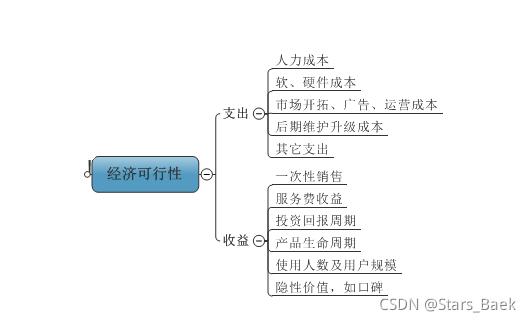 人力成本
软、硬件成本
市场开拓、广告、运营成本
支出
后期维护升级成本
其它支出
经济可行性
一次性销售
服务费收益
投资回报周期
收益
产品生命周期
使用人数及用户规模
隐性价值，如口碑
CSDN @Stars_Baek